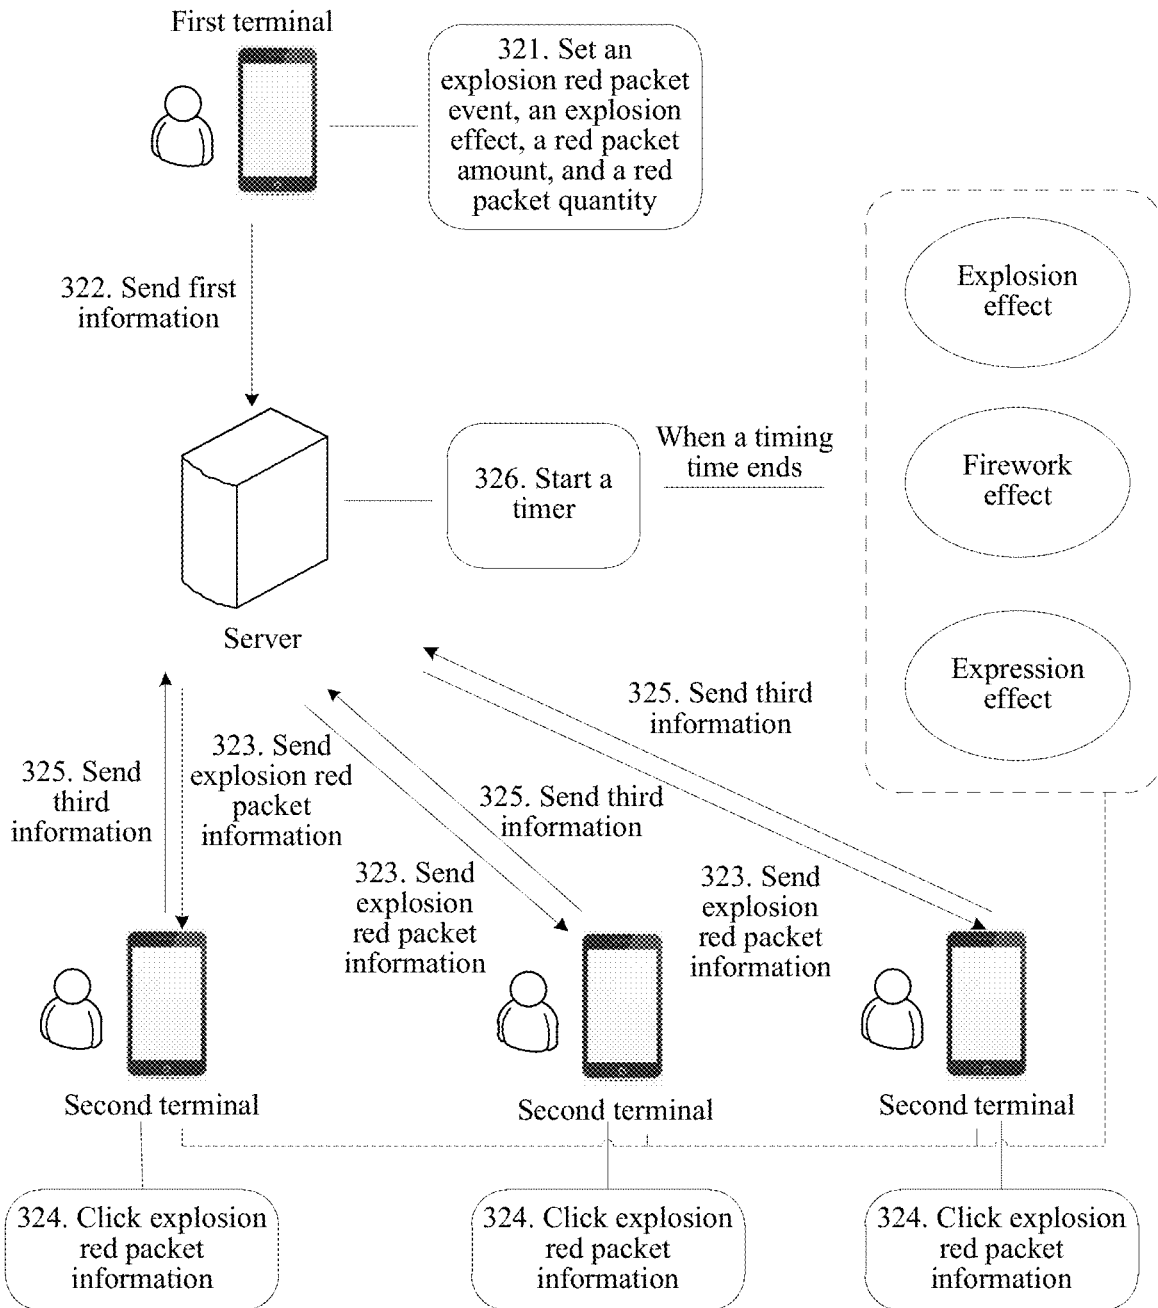 First terminal
321. Set an
explosion red packet
event, an explosion
effect, a red packet
amount, and a red
packet quantity
322. Send first
information
Explosion
effect
326. Start a
timer
When a timing
time ends
Firework
effect
Server
Expression
effect
325. Send
third
information
323. Send
explosion red
packet
information
325. Send third
information
325. Send third
information
323. Send
explosion
red packet
information
323. Send
explosion
red packet
information
Second terminal
Second terminal
Second terminal
324. Click explosion
red packet
information
324. Click explosion
red packet
information
324. Click explosion
red packet
information